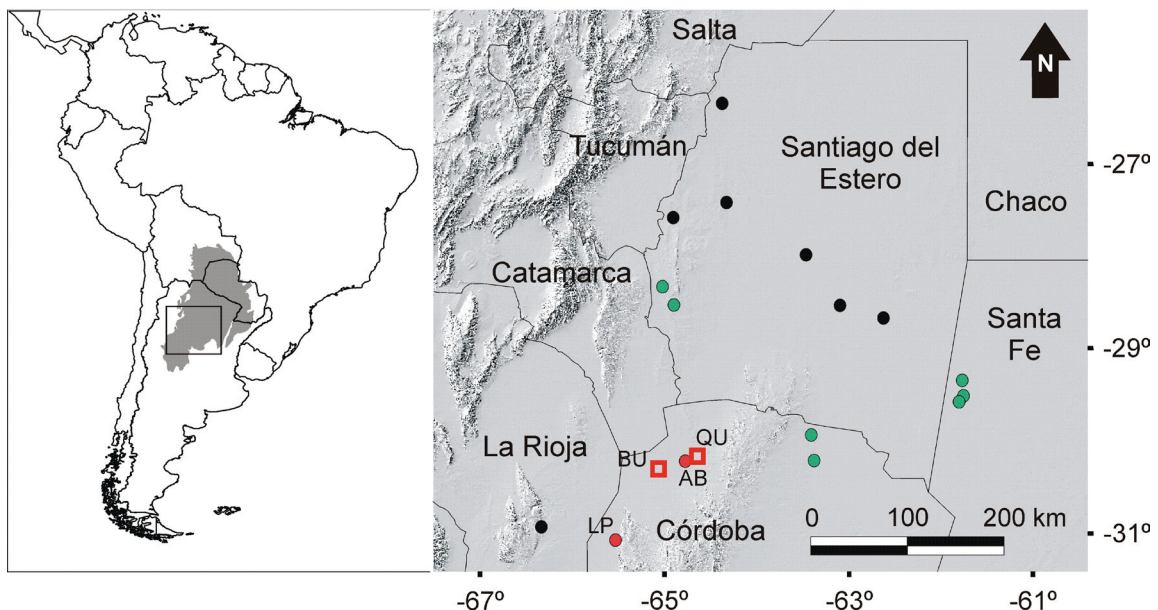 Salta
N
Tucumán
Santiago del
Estero
-27º
Chaco
Catamarca
Santa
Fe
-29º
La Rioja
QU
BU
AB
LP
Córdoba
0 100 200 km
-31º
-67º -65º -63º -61º